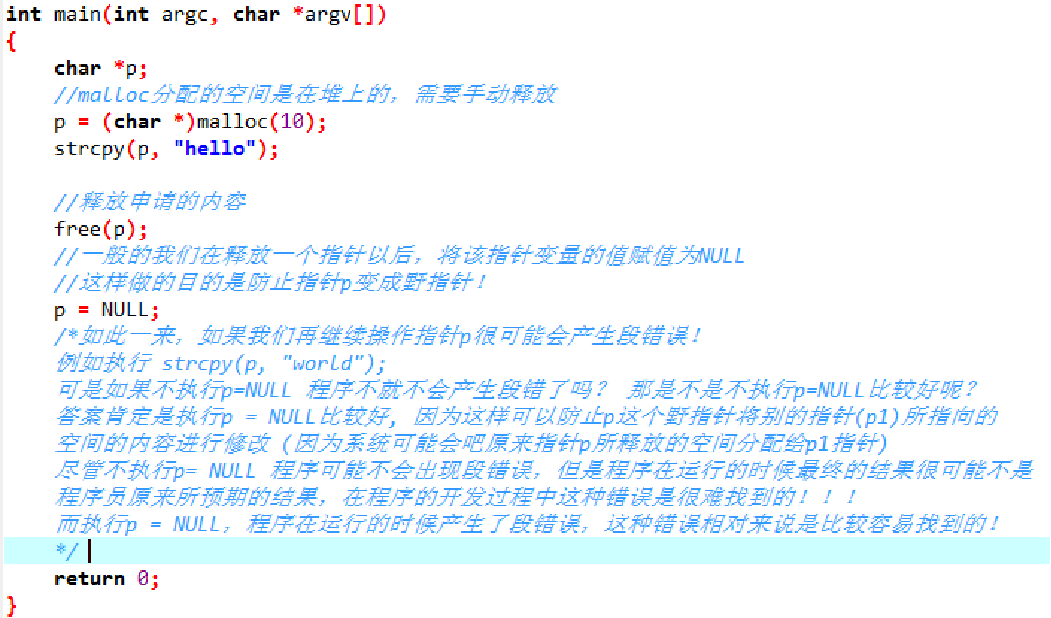 int main(int argc, char *argv[])
{
char *p;
//malloc分配的空间是在堆上的，需要手动释放
p = (char *)malloc(10);
strcpy(p, "hello");
//释放申请的内容
free(p);
//一般的我们在释放一个指针以后，将该指针变量的值赋值为NULL
//这样做的目的是防止指针p变成野指针！
p = NULL;
/*如此一来，如果我们再继续操作指针p很可能会产生段错误！
例如执行 strcpy(p, "world");
可是如果不执行p=NULL 程序不就不会产生段错了吗？ 那是不是不执行p=NULL比较好呢？
答案肯定是执行p = NULL比较好, 因为这样可以防止p这个野指针将别的指针(p1)所指向的
空间的内容进行修改 (因为系统可能会吧原来指针p所释放的空间分配给p1指针)
尽管不执行p= NULL 程序可能不会出现段错误，但是程序在运行的时候最终的结果很可能不是
程序员原来所预期的结果，在程序的开发过程中这种错误是很难找到的！！！
而执行p = NULL，程序在运行的时候产生了段错误，这种错误相对来说是比较容易找到的！
*/
return 0;
}